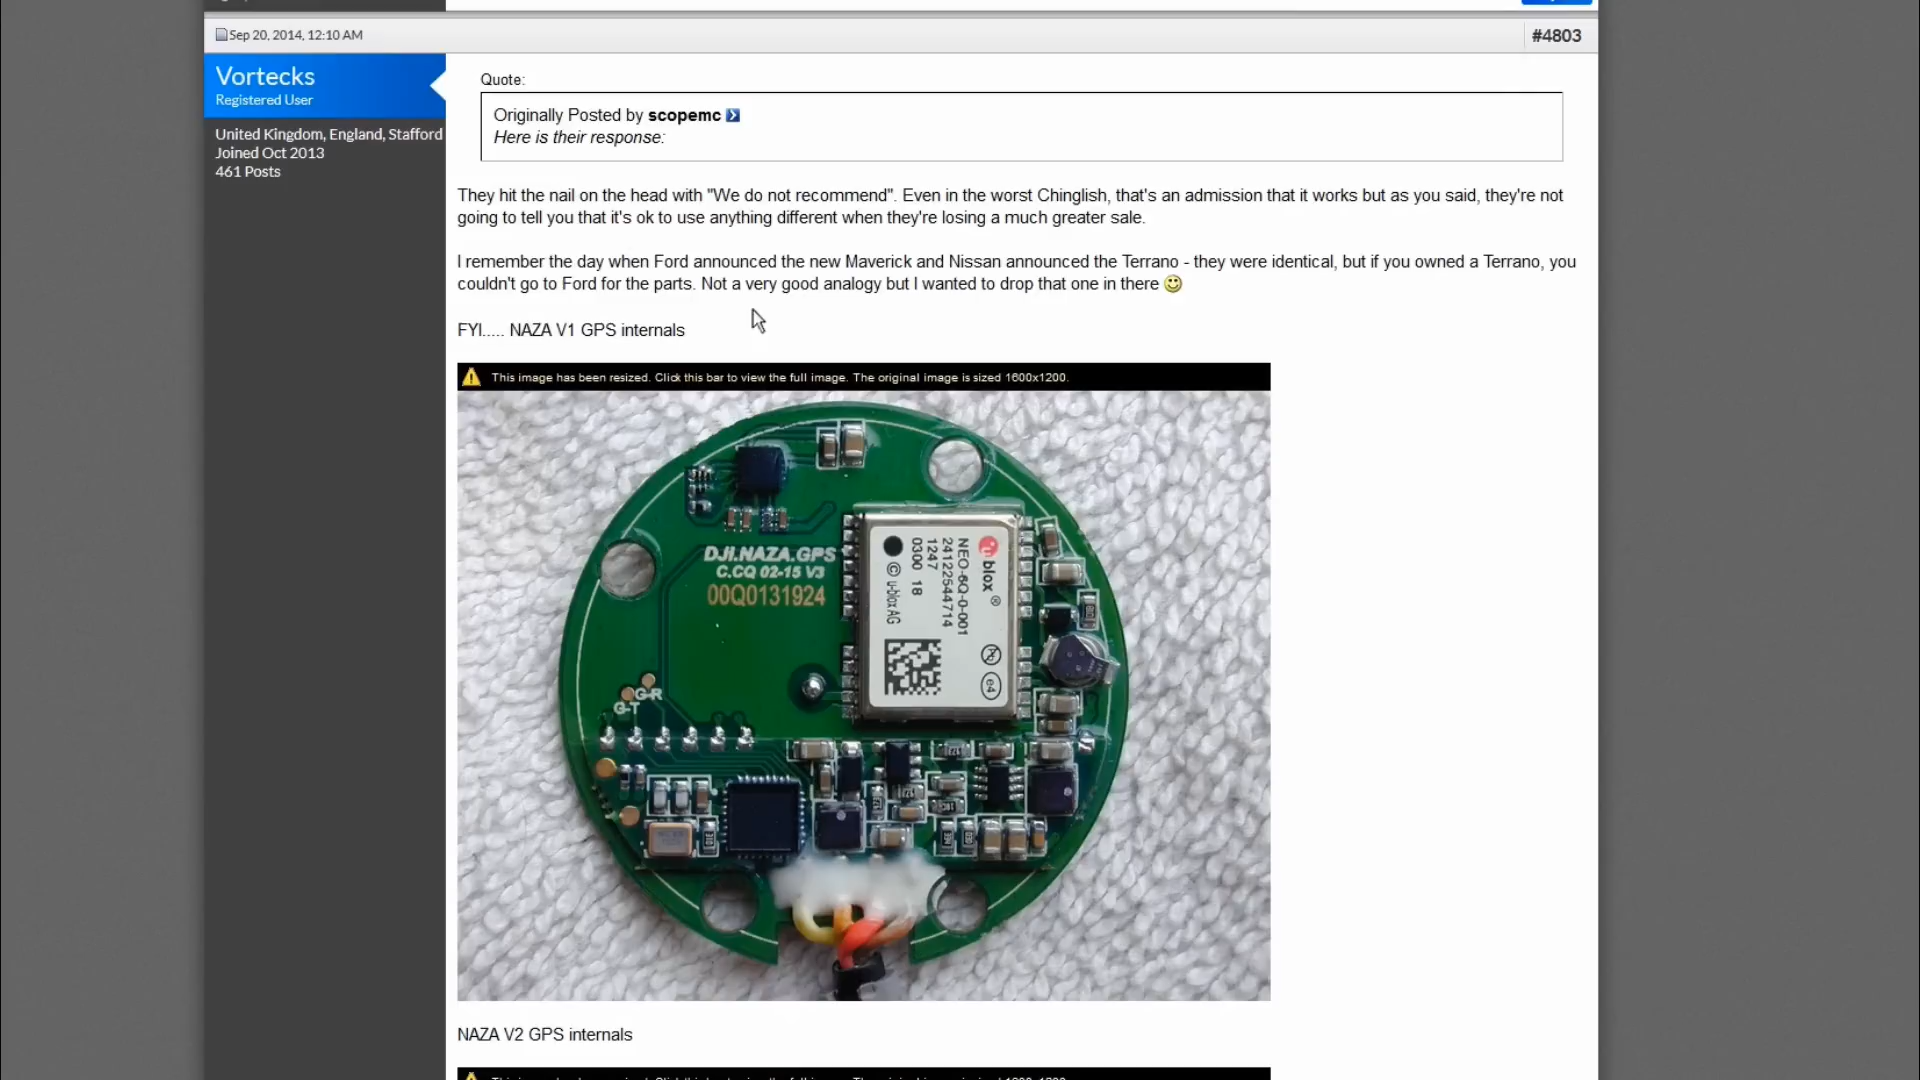 Sep 20, 2014, 12:10 AM
#4803
Vortecks
Registered User
United Kingdom, England, Stafford
Joined Oct 2013
461 Posts
Quote:
Originally Posted by scopemc
Here is their response:
They hit the nail on the head with "We do not recommend". Even in the worst Chinglish, that's an admission that it works but as you said, they're not
going to tell you that it's ok to use anything different when they're losing a much greater sale.
I remember the day when Ford announced the new Maverick and Nissan announced the Terrano - they were identical, but if you owned a Terrano, you
couldn't go to Ford for the parts. Not a very good analogy but I wanted to drop that one in there
FYI..... NAZA V1 GPS internals
This image has been resized. Click this bar to view the full image. The original image is sized 1600x1200.
DJI.NAZA.GPS
C.CQ 02-15 V3
00Q0131924
G-R
G-T
u blox ®
NEO-6Q-0-001
24122544714
1247
0300 18
© u-blox AG
e4
NAZA V2 GPS internals